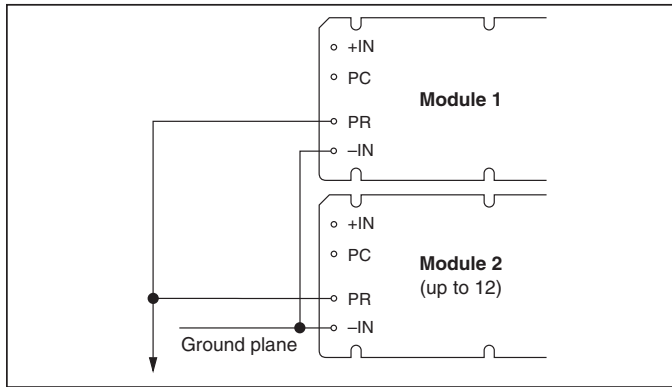 +IN
PC
Module 1
PR
–IN
+IN
PC
Module 2
(up to 12)
PR
–IN
Ground plane